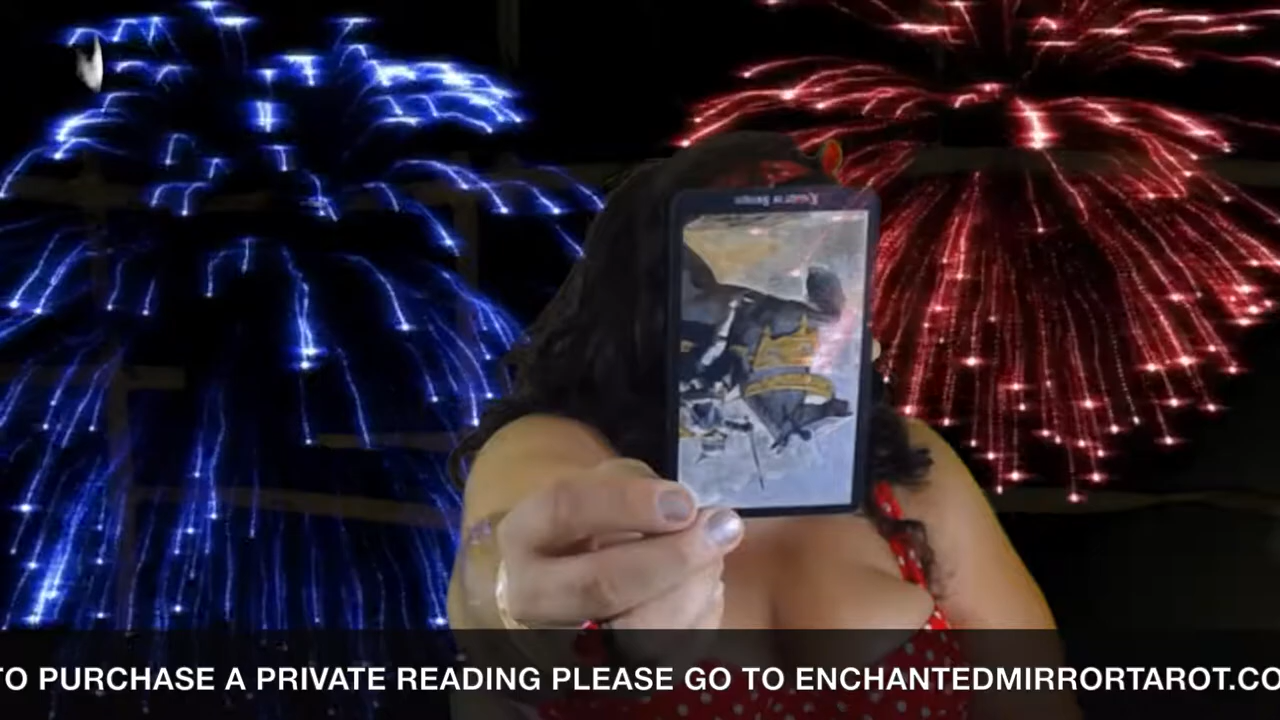 TO PURCHASE A PRIVATE READING PLEASE GO TO ENCHANTEDMIRRORTAROT.CO